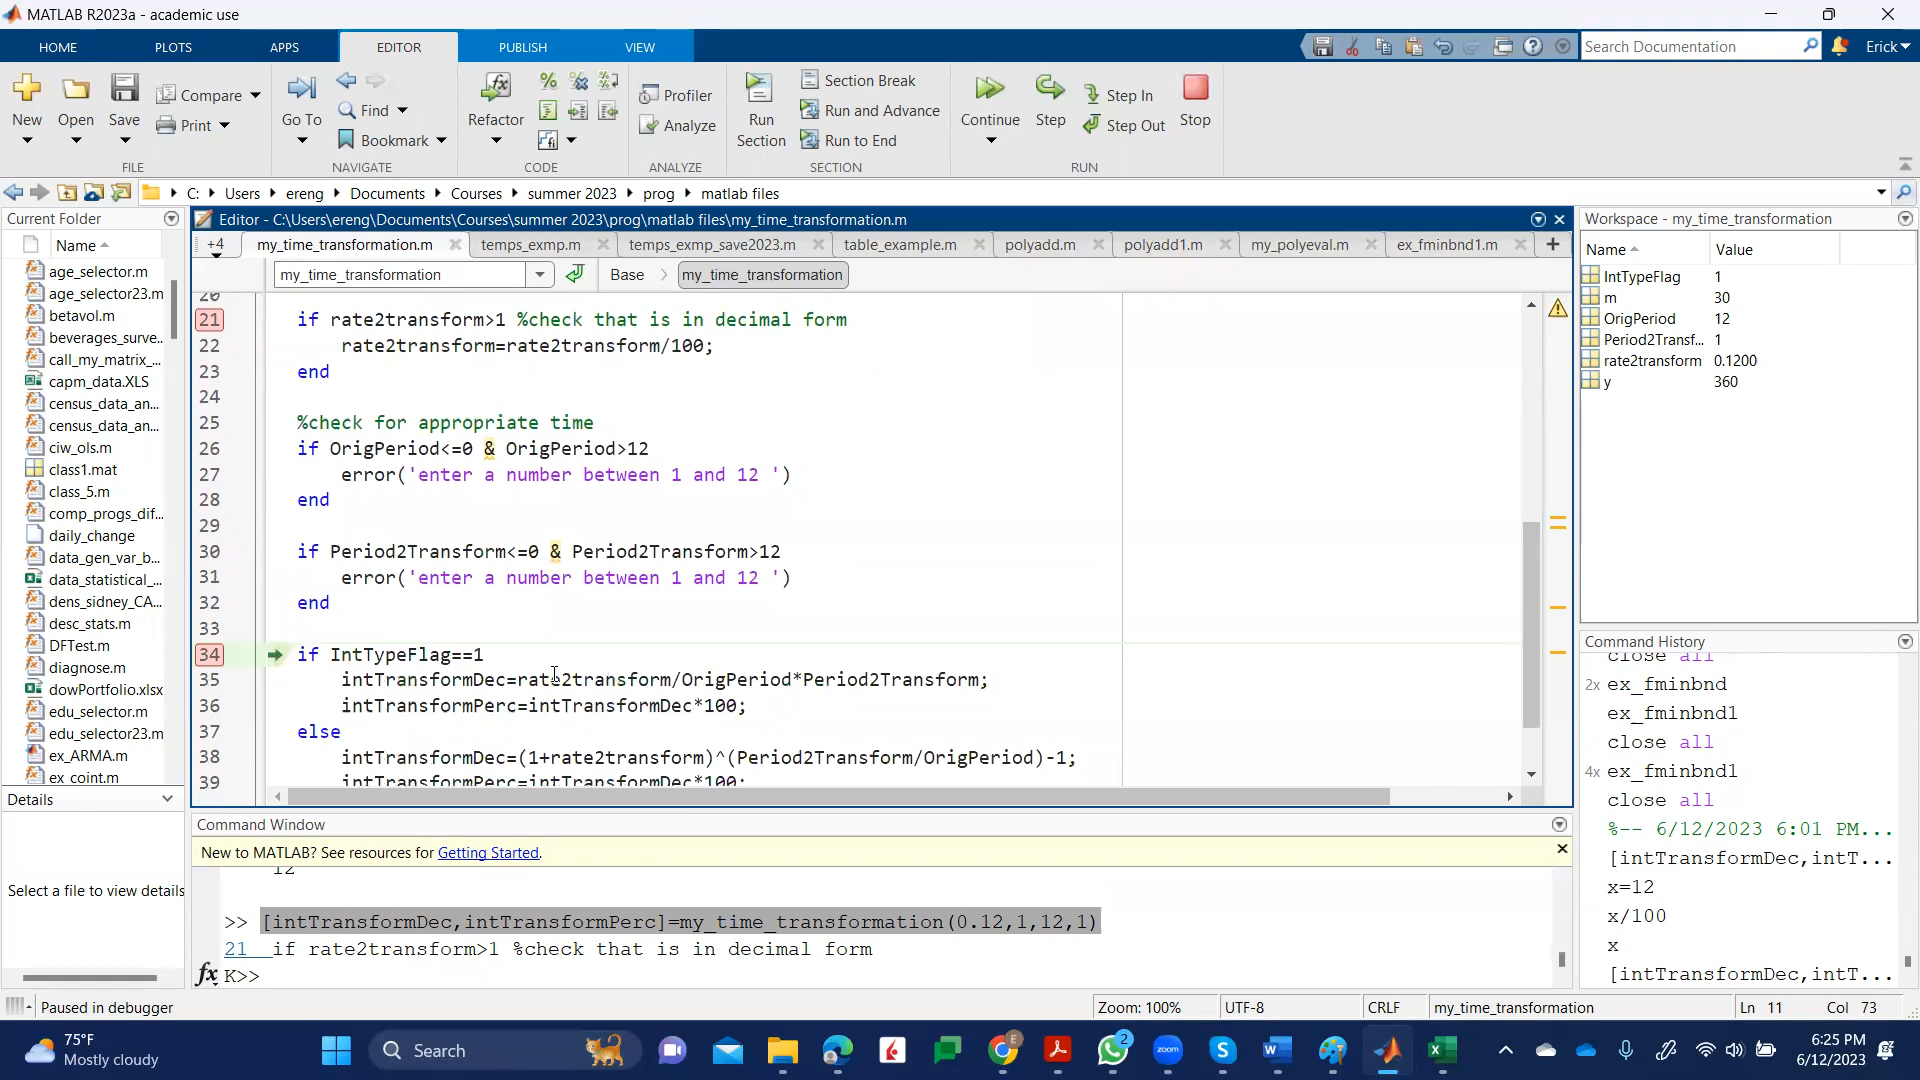 MATLAB R2023a - academic use
HOME
PLOTS
APPS
EDITOR
PUBLISH
VIEW
Search Documentation
Erick
New
Open
Save
Compare
Print
FILE
Go To
Find
Bookmark
NAVIGATE
Refactor
CODE
Profiler
Analyze
ANALYZE
Run Section
Section Break
Run and Advance
Run to End
SECTION
Continue
Step
Step In
Step Out
Stop
RUN
C:
Users
ereng
Documents
Courses
summer 2023
prog
matlab files
Current Folder
Name
age_selector.m
age_selector23.m
betavol.m
beverages_surve...
call_my_matrix_...
capm_data.XLS
census_data_an...
census_data_an...
ciw_ols.m
class1.mat
class_5.m
comp_progs_dif...
daily_change
data_gen_var_b...
data_statistical_...
dens_sidney_CA...
desc_stats.m
DFTest.m
diagnose.m
dowPortfolio.xlsx
edu_selector.m
edu_selector23.m
ex_ARMA.m
ex_coint.m
Details
Select a file to view details
Editor - C:\Users\ereng\Documents\Courses\summer 2023\prog\matlab files\my_time_transformation.m
+4
my_time_transformation.m
temps_exmp.m
temps_exmp_save2023.m
table_example.m
polyadd.m
polyadd1.m
my_polyeval.m
ex_fminbnd1.m
my_time_transformation
Base
my_time_transformation
20
21 if rate2transform>1 %check that is in decimal form
22 rate2transform=rate2transform/100;
23 end
24
25 %check for appropriate time
26 if OrigPeriod<=0 & OrigPeriod>12
27 error('enter a number between 1 and 12 ')
28 end
29
30 if Period2Transform<=0 & Period2Transform>12
31 error('enter a number between 1 and 12 ')
32 end
33
34 if IntTypeFlag==1
35 intTransformDec=rate2transform/OrigPeriod*Period2Transform;
36 intTransformPerc=intTransformDec*100;
37 else
38 intTransformDec=(1+rate2transform)^(Period2Transform/OrigPeriod)-1;
39 intTransformPerc=intTransformDec*100;
Command Window
New to MATLAB? See resources for Getting Started.
12
>> [intTransformDec,intTransformPerc]=my_time_transformation(0.12,1,12,1)
21 if rate2transform>1 %check that is in decimal form
fx K>>
Workspace - my_time_transformation
Name Value
IntTypeFlag 1
m 30
OrigPeriod 12
Period2Transf... 1
rate2transform 0.1200
y 360
Command History
close all
2x ex_fminbnd
ex_fminbnd1
close all
4x ex_fminbnd1
close all
%-- 6/12/2023 6:01 PM...
[intTransformDec,intT...
x=12
x/100
x
[intTransformDec,intT...
Paused in debugger
Zoom: 100%
UTF-8
CRLF
my_time_transformation
Ln 11
Col 73
75°F
Mostly cloudy
Search
zoom
2
E
6:25 PM
6/12/2023